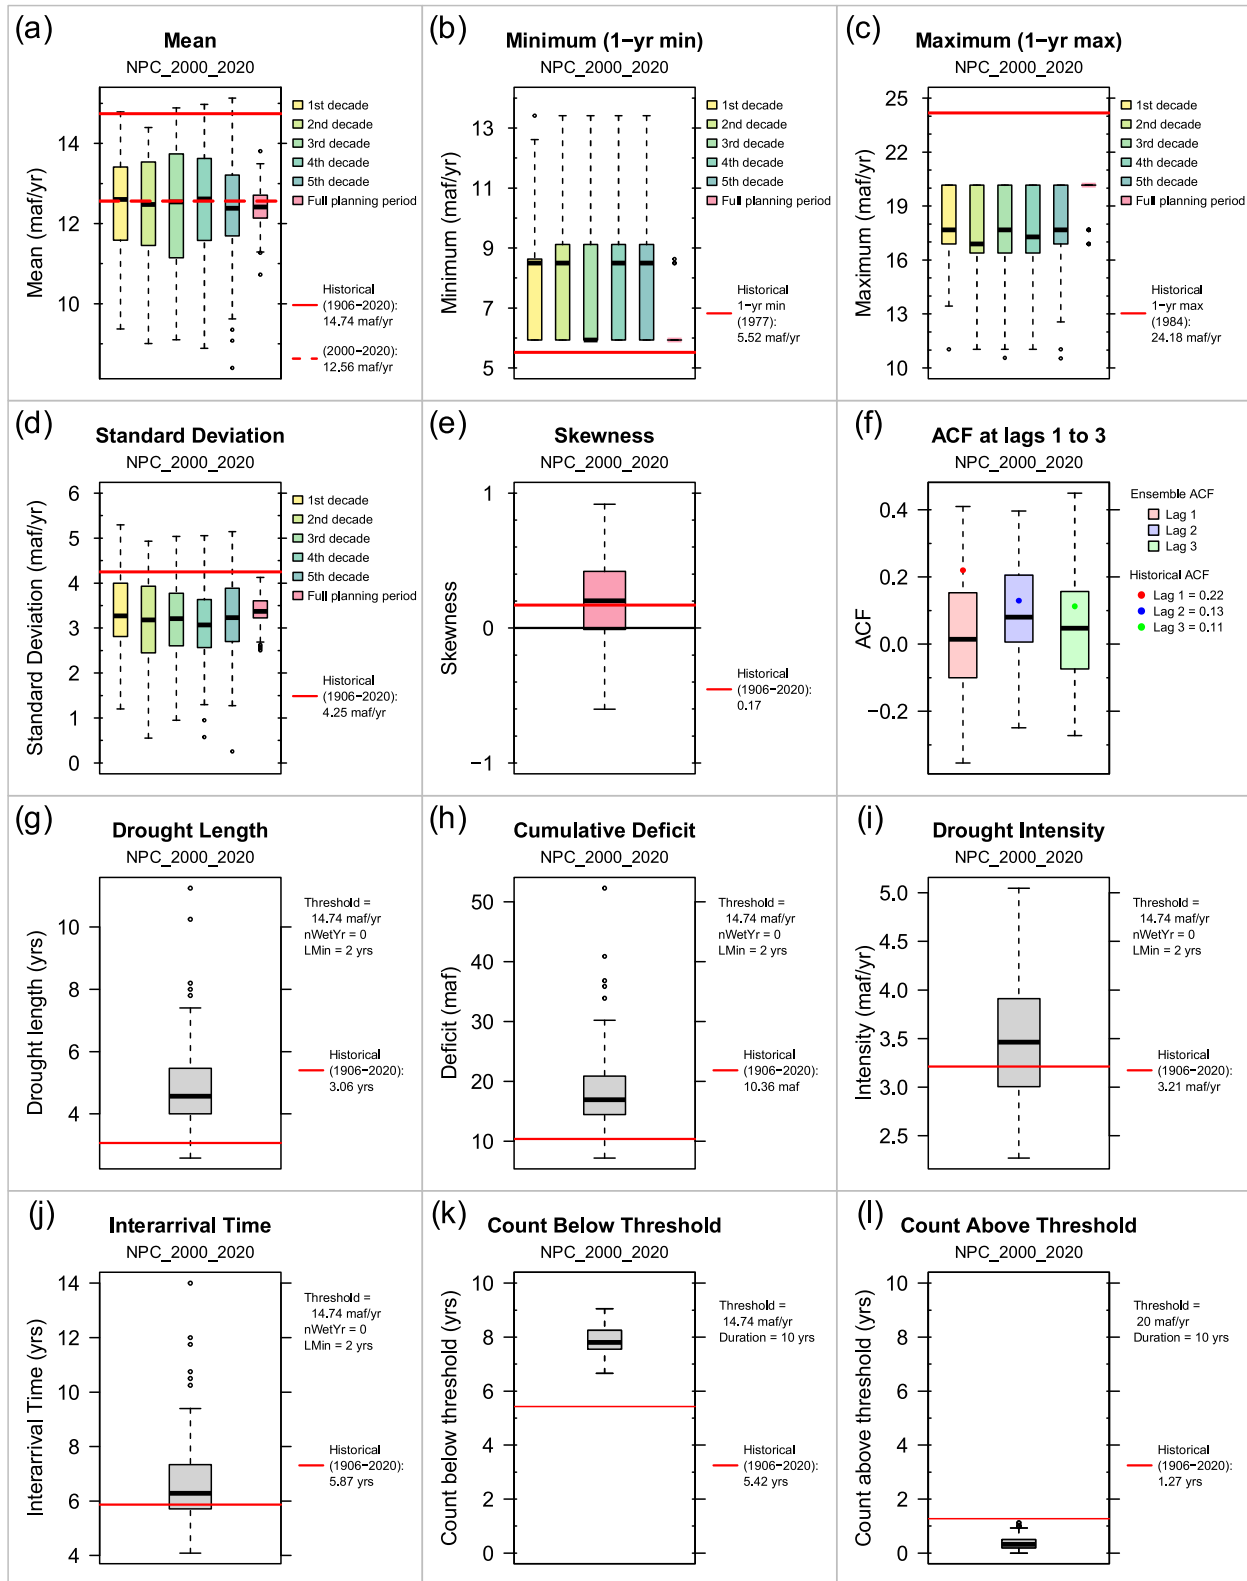 (a)
Mean
NPC_2000_2020
Mean (maf/yr)
14
12
10
1st decade
2nd decade
3rd decade
4th decade
5th decade
Full planning period
Historical
(1906−2020):
14.74 maf/yr
(2000−2020):
12.56 maf/yr
(b)
Minimum (1−yr min)
NPC_2000_2020
Minimum (maf/yr)
13
11
9
7
5
1st decade
2nd decade
3rd decade
4th decade
5th decade
Full planning period
Historical
1−yr min
(1977):
5.52 maf/yr
(c)
Maximum (1−yr max)
NPC_2000_2020
Maximum (maf/yr)
25
22
19
16
13
10
1st decade
2nd decade
3rd decade
4th decade
5th decade
Full planning period
Historical
1−yr max
(1984):
24.18 maf/yr
(d)
Standard Deviation
NPC_2000_2020
Standard Deviation (maf/yr)
6
5
4
3
2
1
0
1st decade
2nd decade
3rd decade
4th decade
5th decade
Full planning period
Historical
(1906−2020):
4.25 maf/yr
(e)
Skewness
NPC_2000_2020
Skewness
1
0
−1
Historical
(1906−2020):
0.17
(f)
ACF at lags 1 to 3
NPC_2000_2020
ACF
0.4
0.2
0.0
−0.2
Ensemble ACF
Lag 1
Lag 2
Lag 3
Historical ACF
Lag 1 = 0.22
Lag 2 = 0.13
Lag 3 = 0.11
(g)
Drought Length
NPC_2000_2020
Drought length (yrs)
10
8
6
4
Threshold =
14.74 maf/yr
nWetYr = 0
LMin = 2 yrs
Historical
(1906−2020):
3.06 yrs
(h)
Cumulative Deficit
NPC_2000_2020
Deficit (maf)
50
40
30
20
10
Threshold =
14.74 maf/yr
nWetYr = 0
LMin = 2 yrs
Historical
(1906−2020):
10.36 maf
(i)
Drought Intensity
NPC_2000_2020
Intensity (maf/yr)
5.0
4.5
4.0
3.5
3.0
2.5
Threshold =
14.74 maf/yr
nWetYr = 0
LMin = 2 yrs
Historical
(1906−2020):
3.21 maf/yr
(j)
Interarrival Time
NPC_2000_2020
Interarrival Time (yrs)
14
12
10
8
6
4
Threshold =
14.74 maf/yr
nWetYr = 0
LMin = 2 yrs
Historical
(1906−2020):
5.87 yrs
(k)
Count Below Threshold
NPC_2000_2020
Count below threshold (yrs)
10
8
6
4
2
0
Threshold =
14.74 maf/yr
Duration = 10 yrs
Historical
(1906−2020):
5.42 yrs
(l)
Count Above Threshold
NPC_2000_2020
Count above threshold (yrs)
10
8
6
4
2
0
Threshold =
20 maf/yr
Duration = 10 yrs
Historical
(1906−2020):
1.27 yrs